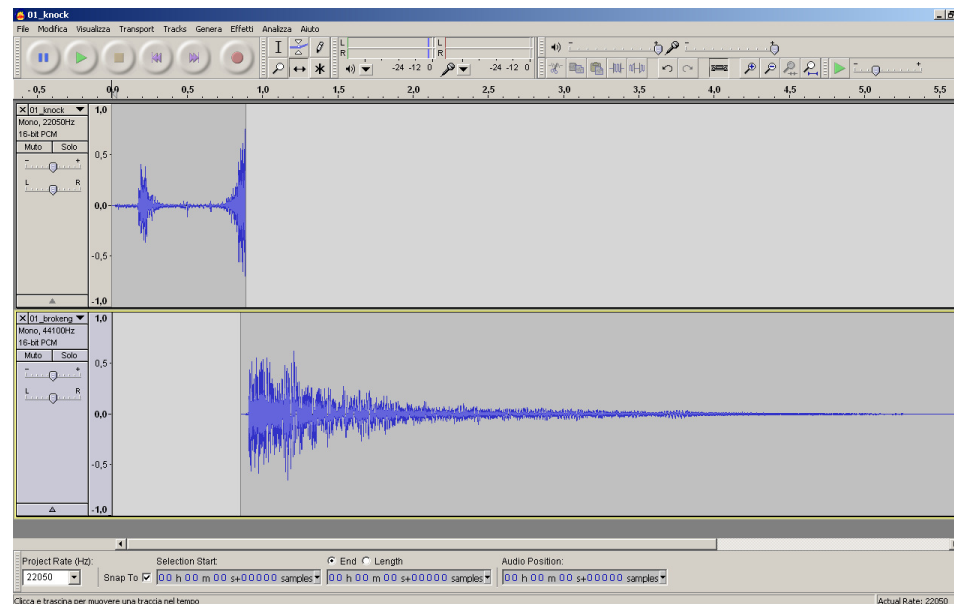 01_knock
File Modifica Visualizza Transport Tracks Genera Effetti Analizza Aiuto
L L
R R
-24 -12 0 -24 -12 0
- 0,5 0,0 0,5 1,0 1,5 2,0 2,5 3,0 3,5 4,0 4,5 5,0 5,5
01_knock 1,0
Mono, 22050Hz
16-bit PCM
Muto Solo
- + 0,5
L R
0,0
-0,5
-1,0
01_brokeng 1,0
Mono, 44100Hz
16-bit PCM
Muto Solo
- + 0,5
L R
0,0
-0,5
-1,0
Project Rate (Hz): Selection Start: End Length Audio Position:
22050 Snap To 00 h 00 m 00 s+00000 samples 00 h 00 m 00 s+00000 samples 00 h 00 m 00 s+00000 samples
Clicca e trascina per muovere una traccia nel tempo Actual Rate: 22050